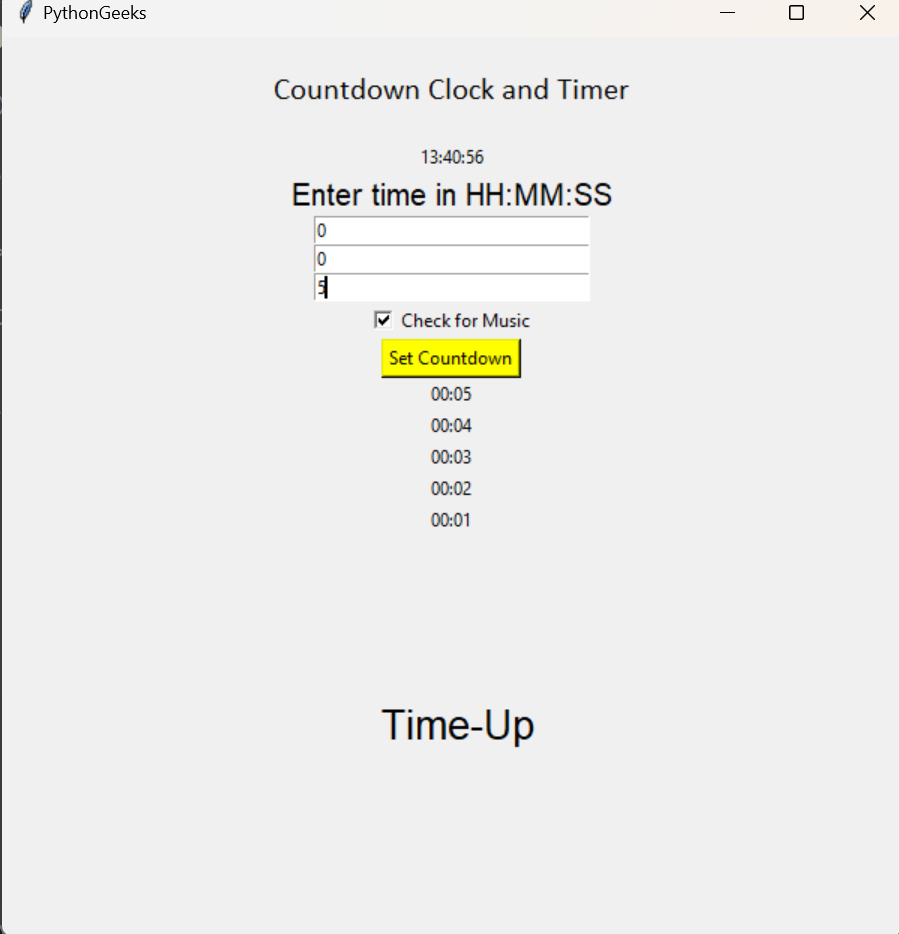 PythonGeeks
Countdown Clock and Timer
13:40:56
Enter time in HH:MM:SS
0
0
5
Check for Music
Set Countdown
00:05
00:04
00:03
00:02
00:01
Time-Up